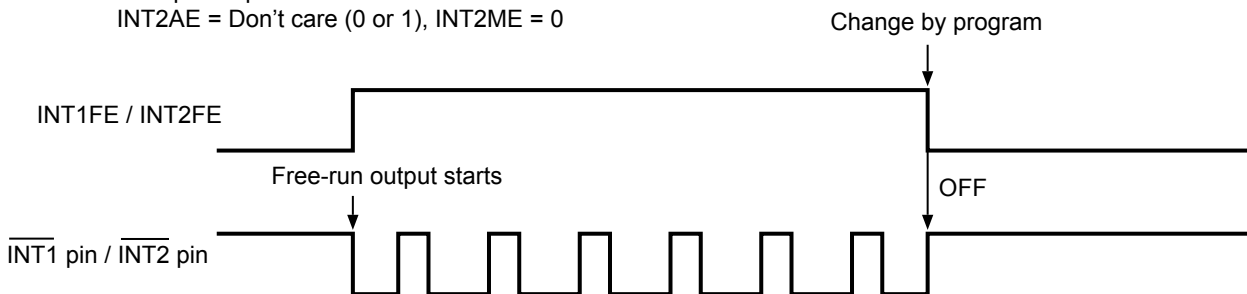 INT2AE = Don't care (0 or 1), INT2ME = 0
Change by program
INT1FE / INT2FE
Free-run output starts
OFF
INT1 pin / INT2 pin